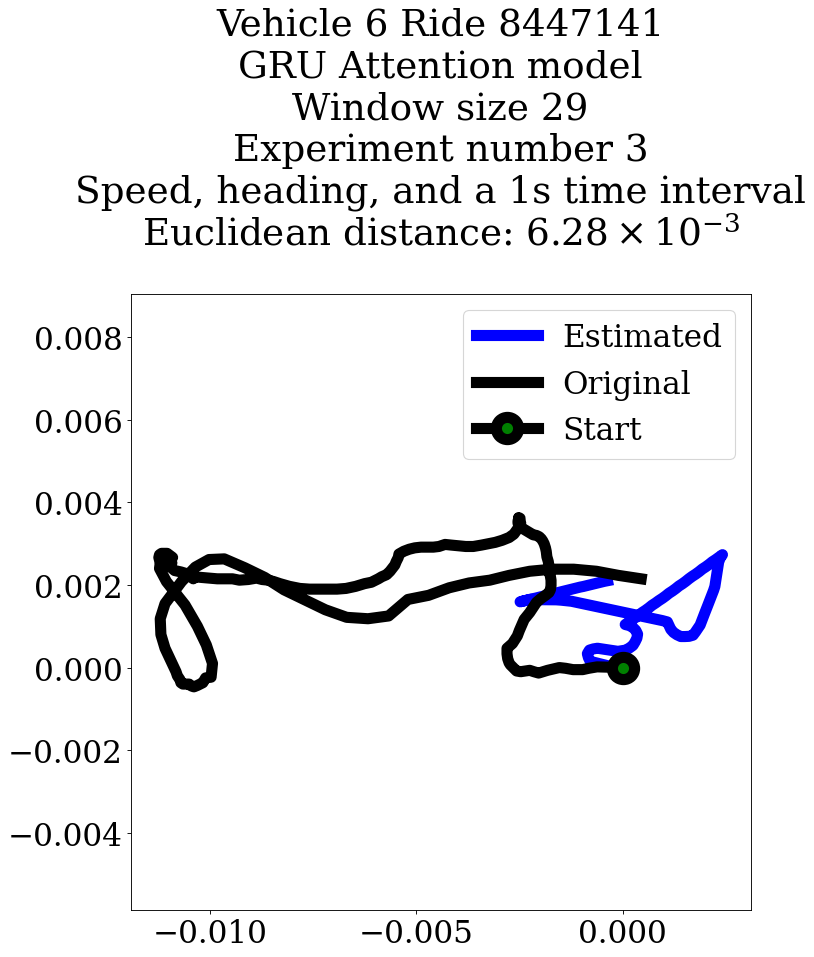 Vehicle 6 Ride 8447141
GRU Attention model
Window size 29
Experiment number 3
Speed, heading, and a 1s time interval
Euclidean distance: 6.28 × 10⁻³
Estimated
Original
Start
0.008
0.006
0.004
0.002
0.000
−0.002
−0.004
−0.010 −0.005 0.000